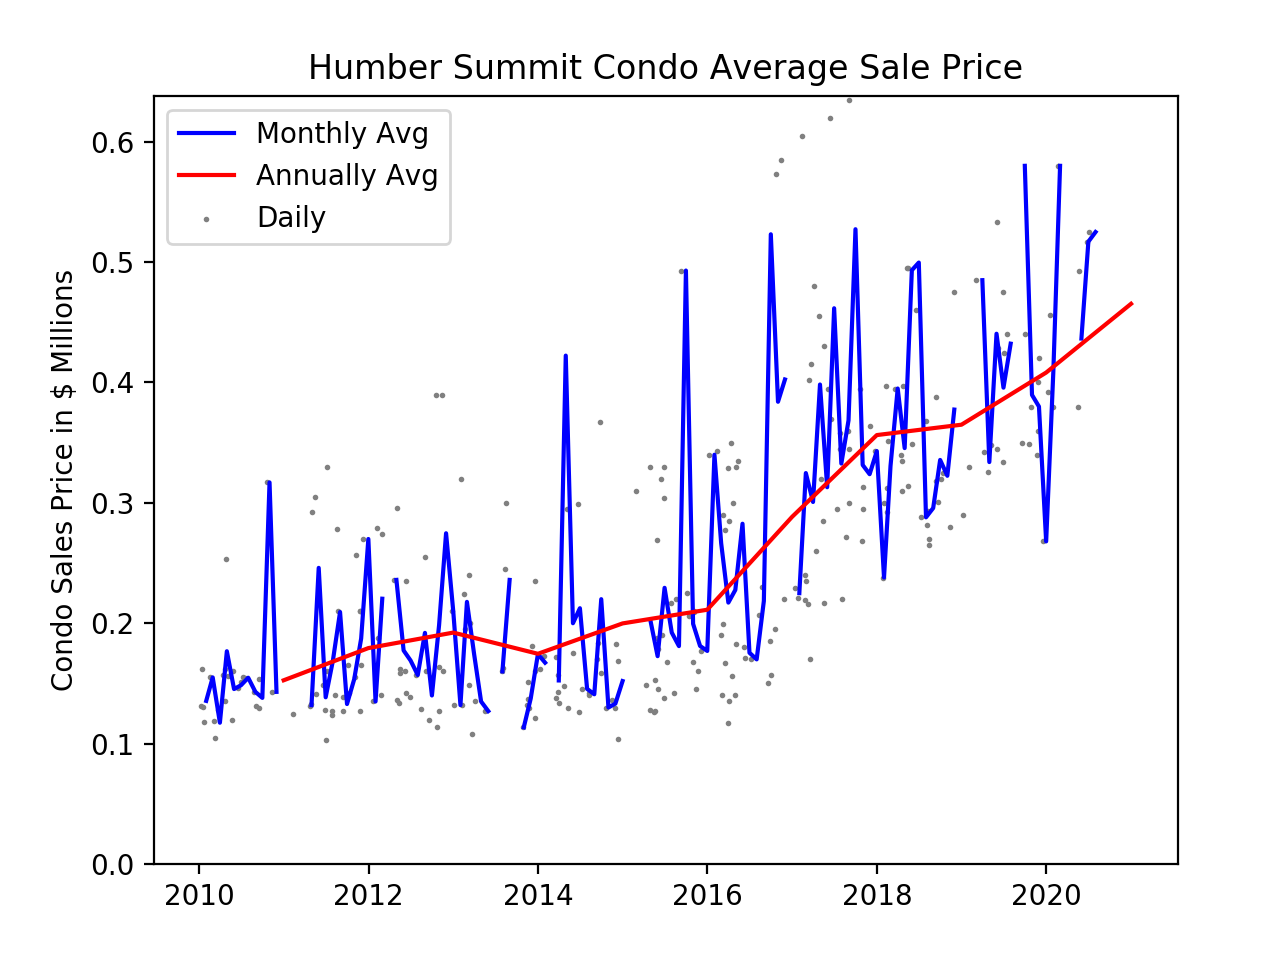 Humber Summit Condo Average Sale Price
Monthly Avg
Annually Avg
Daily
Condo Sales Price in $ Millions
0.6
0.5
0.4
0.3
0.2
0.1
0.0
2010 2012 2014 2016 2018 2020